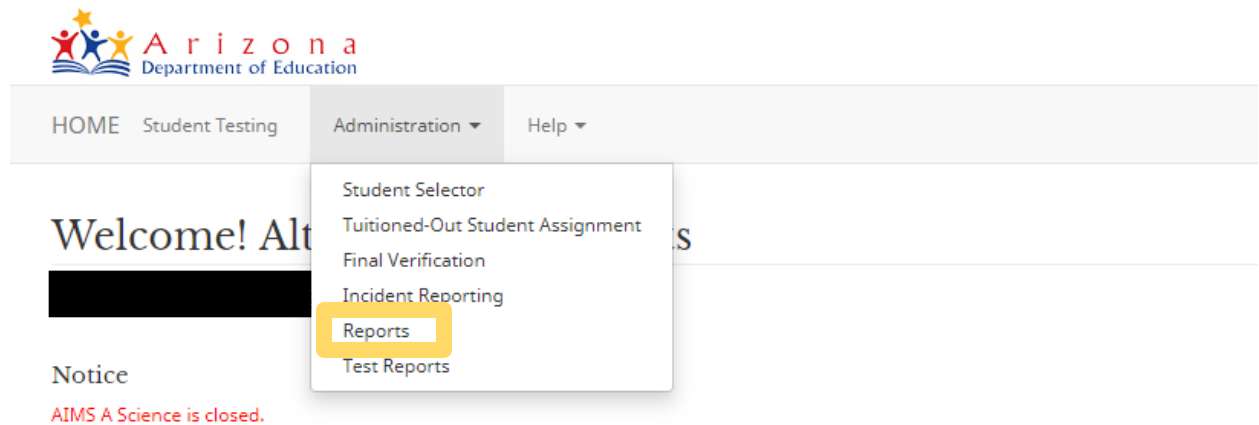 Arizona
Department of Education
HOME Student Testing Administration Help
Student Selector
Tuitioned-Out Student Assignment
Welcome! Alt s
Final Verification
Incident Reporting
Reports
Test Reports
Notice
AIMS A Science is closed.